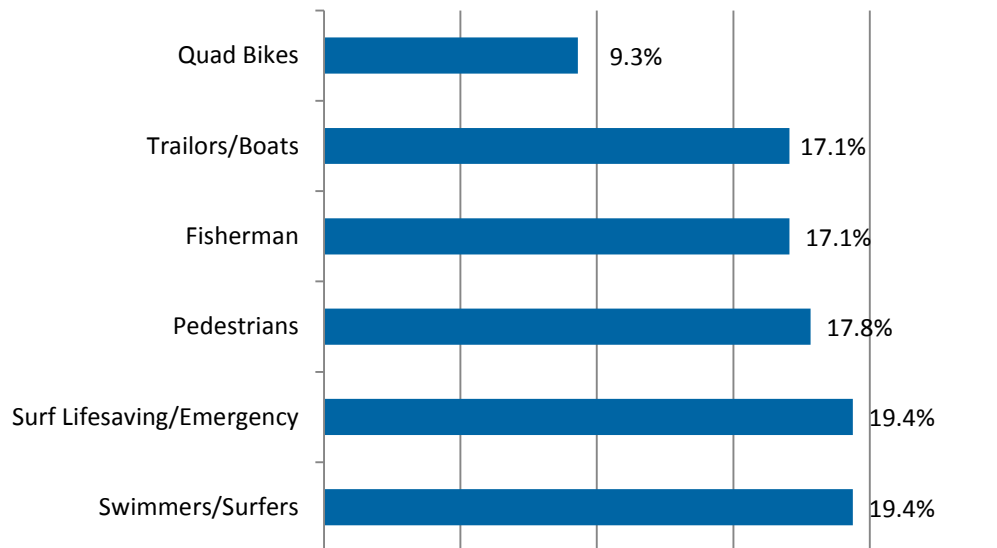 Quad Bikes 9.3%
Trailors/Boats 17.1%
Fisherman 17.1%
Pedestrians 17.8%
Surf Lifesaving/Emergency 19.4%
Swimmers/Surfers 19.4%